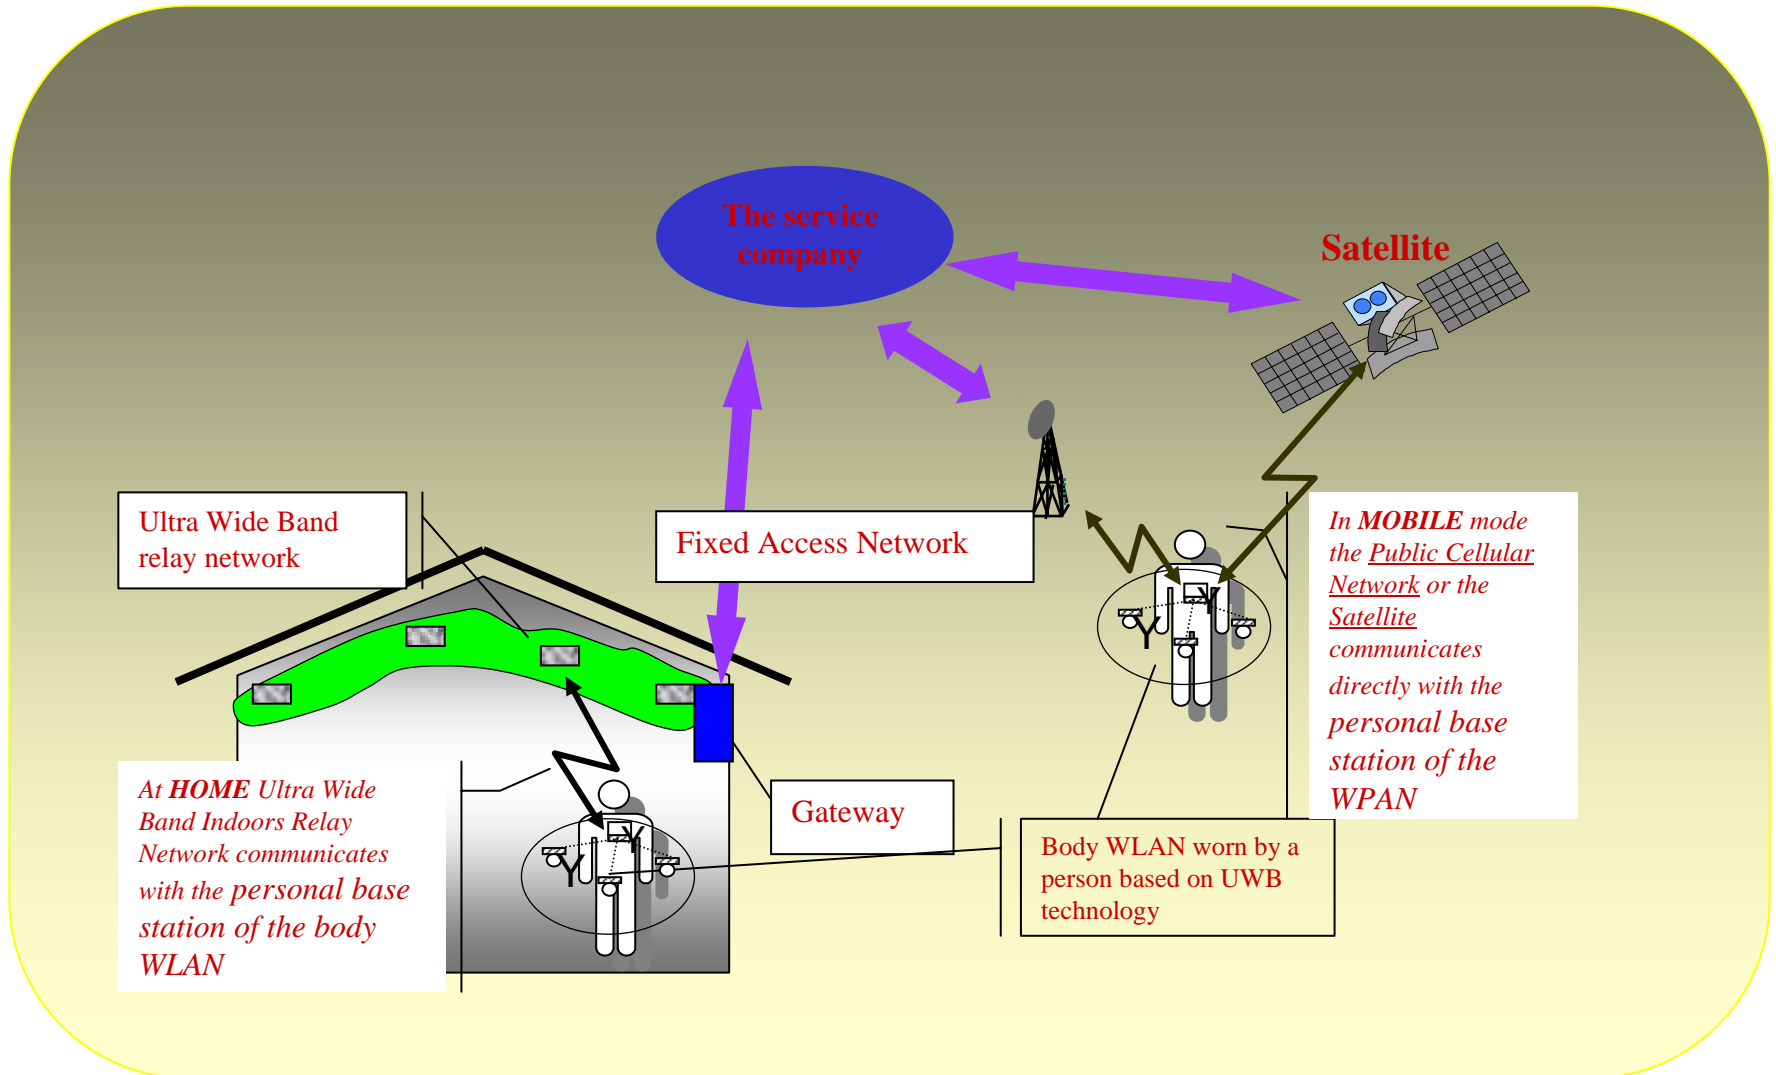 The service
company
Satellite
Ultra Wide Band
relay network
Fixed Access Network
In MOBILE mode
the Public Cellular
Network or the
Satellite
communicates
directly with the
personal base
station of the
WPAN
At HOME Ultra Wide
Band Indoors Relay
Network communicates
with the personal base
station of the body
WLAN
Gateway
Body WLAN worn by a
person based on UWB
technology